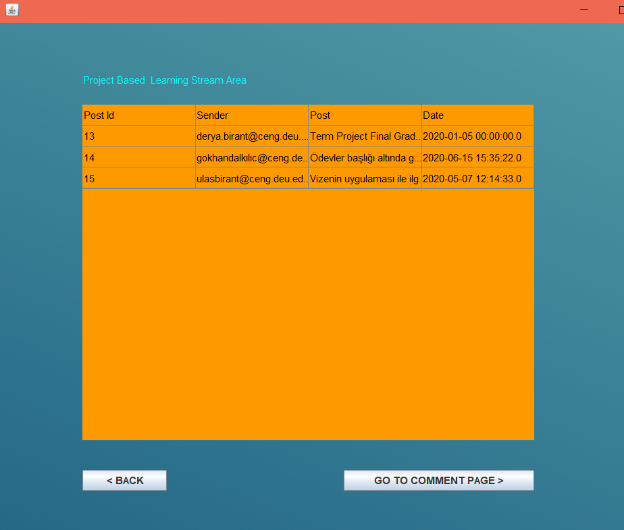 Project Based  Learning Stream Area
Post Id Sender Post Date
13 derya.birant@ceng.deu.... Term Project Final Grad... 2020-01-05 00:00:00.0
14 gokhandalkilic@ceng.de... Ödevler başlığı altında g... 2020-06-15 15:35:22.0
15 ulasbirant@ceng.deu.ed... Vizenin uygulaması ile ilg... 2020-05-07 12:14:33.0
< BACK GO TO COMMENT PAGE >